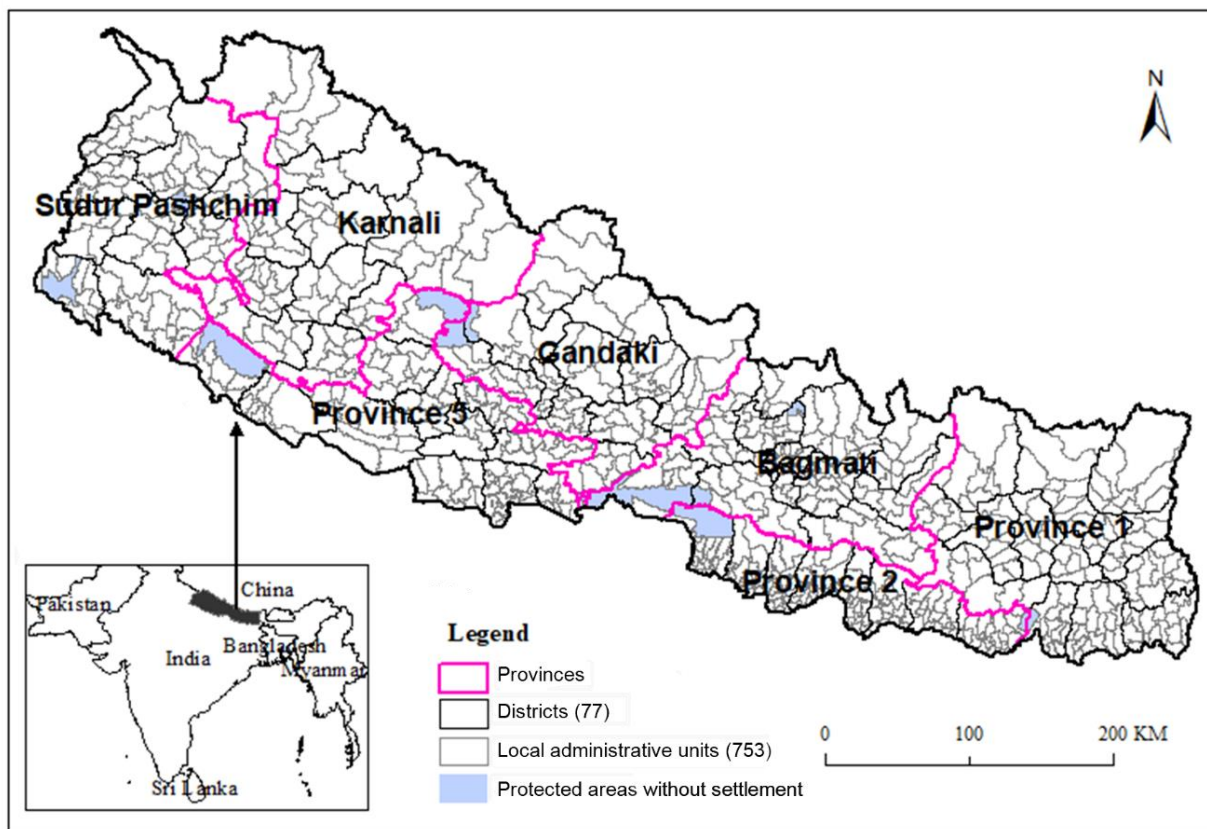 N
Sudur Pashchim
Karnali
Gandaki
Province 5
Bagmati
Province 1
Province 2
China
Pakistan
India
Bangladesh
Myanmar
Sri Lanka
Legend
Provinces
Districts (77)
Local administrative units (753)
Protected areas without settlement
0 100 200 KM